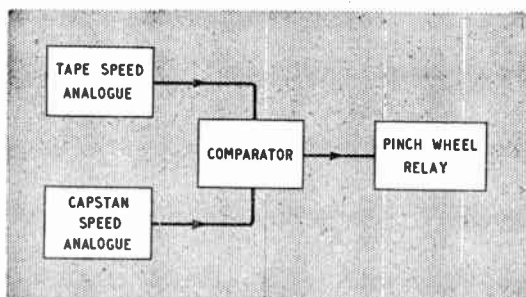 TAPE SPEED
ANALOGUE
COMPARATOR
PINCH WHEEL
RELAY
CAPSTAN
SPEED
ANALOGUE